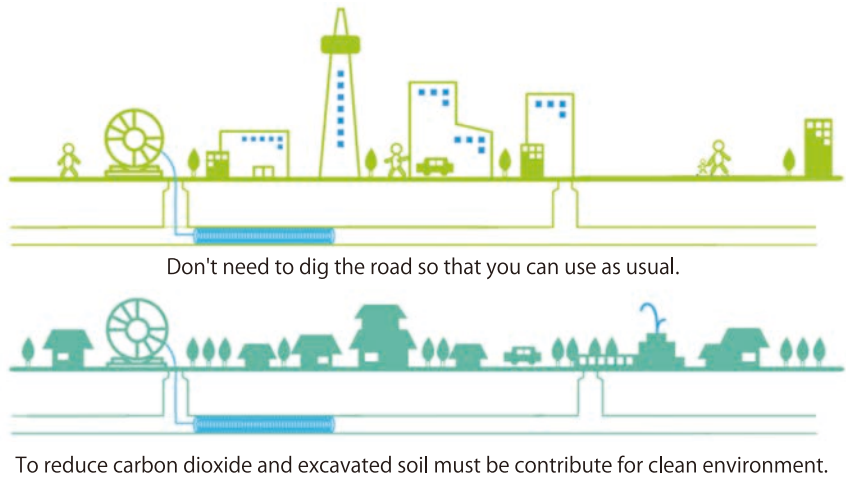 Don't need to dig the road so that you can use as usual.
To reduce carbon dioxide and excavated soil must be contribute for clean environment.